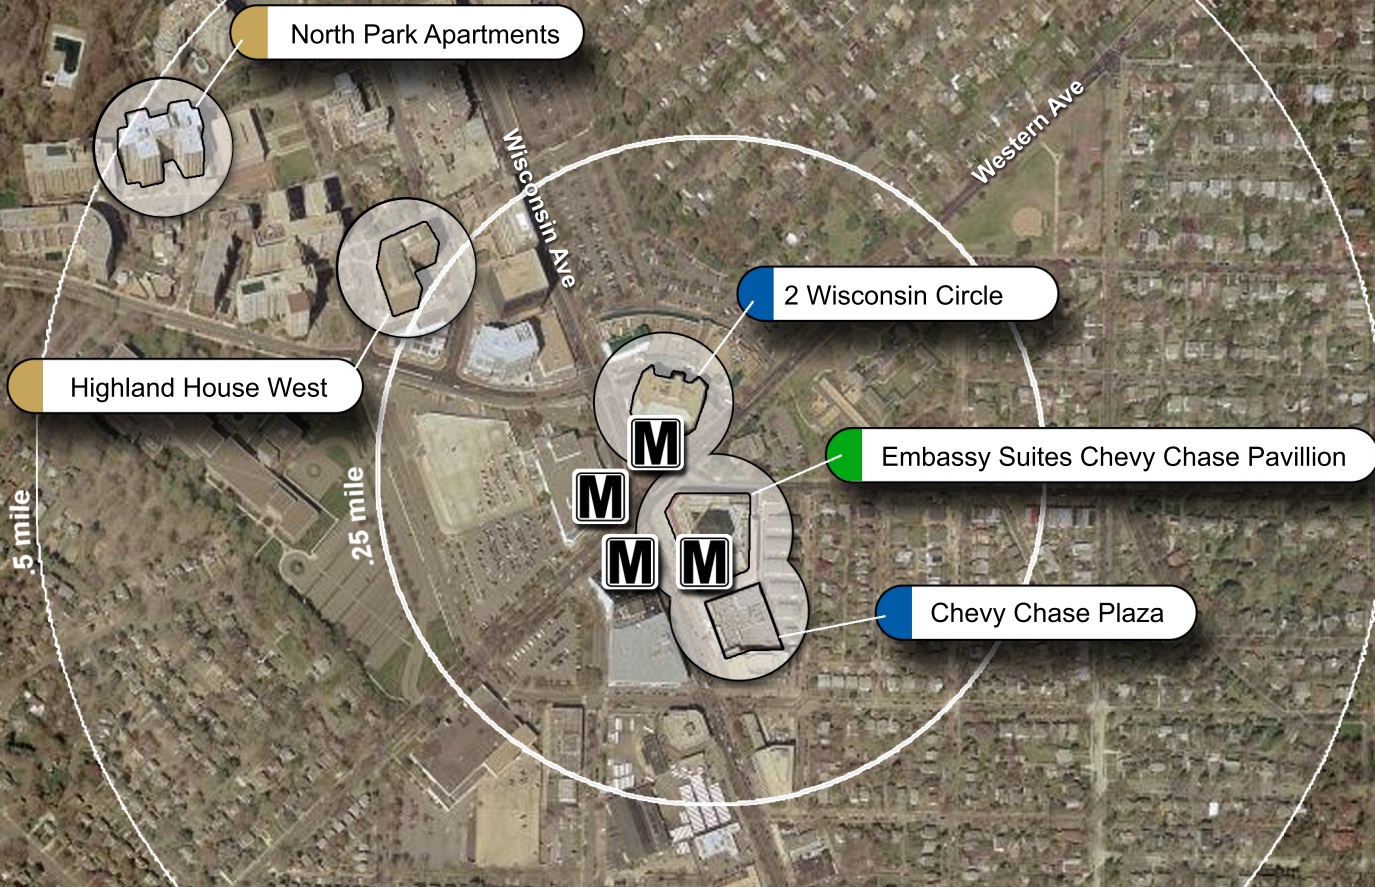 North Park Apartments
Wisconsin Ave
Western Ave
2 Wisconsin Circle
Highland House West
M
Embassy Suites Chevy Chase Pavillion
M
.5 mile
.25 mile
M
M
Chevy Chase Plaza